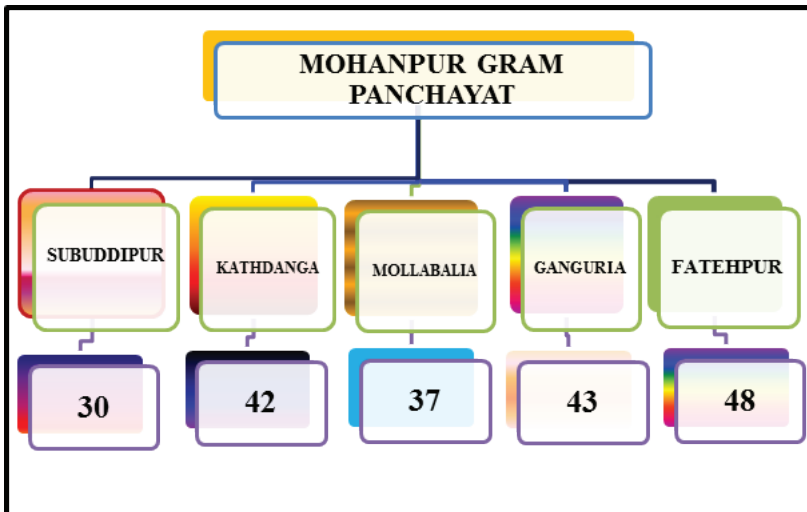 MOHANPUR GRAM
PANCHAYAT
SUBUDDIPUR
KATHDANGA
MOLLABALIA
GANGURIA
FATEHPUR
30
42
37
43
48